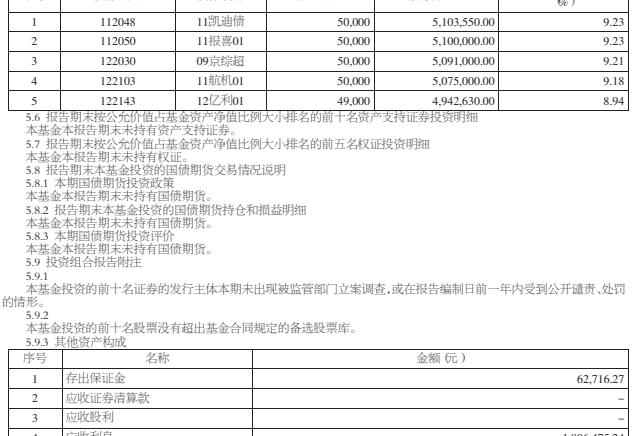 %)
1 112048 11凯迪债 50,000 5,103,550.00 9.23
2 112050 11报喜01 50,000 5,100,000.00 9.23
3 122030 09京综超 50,000 5,091,000.00 9.21
4 122103 11航机01 50,000 5,075,000.00 9.18
5 122143 12亿利01 49,000 4,942,630.00 8.94
5.6 报告期末按公允价值占基金资产净值比例大小排名的前十名资产支持证券投资明细
本基金本报告期末未持有资产支持证券。
5.7 报告期末按公允价值占基金资产净值比例大小排名的前五名权证投资明细
本基金本报告期末未持有权证。
5.8 报告期末本基金投资的国债期货交易情况说明
5.8.1 本期国债期货投资政策
本基金本报告期末未持有国债期货。
5.8.2 报告期末本基金投资的国债期货持仓和损益明细
本基金本报告期末未持有国债期货。
5.8.3 本期国债期货投资评价
本基金本报告期末未持有国债期货。
5.9 投资组合报告附注
5.9.1
本基金投资的前十名证券的发行主体本期未出现被监管部门立案调查,或在报告编制日前一年内受到公开谴责、处罚
的情形。
5.9.2
本基金投资的前十名股票没有超出基金合同规定的备选股票库。
5.9.3 其他资产构成
序号 名称 金额(元)
1 存出保证金 62,716.27
2 应收证券清算款 -
3 应收股利 -
4 应收利息